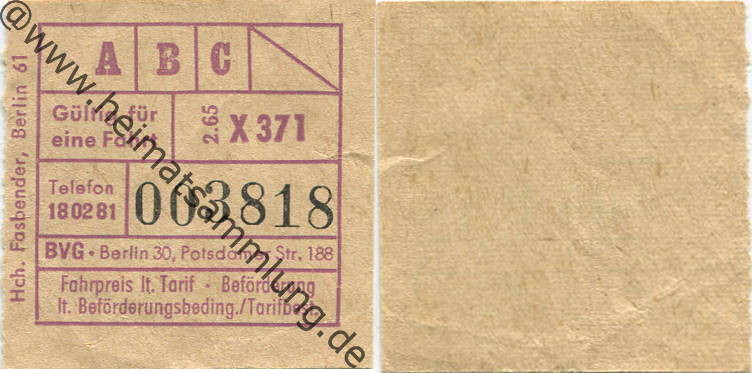 A B C
Gültig für
eine Fahrt
2.65
X 371
Telefon
180281
003818
BVG • Berlin 30, Potsdamer Str. 188
Fahrpreis lt. Tarif • Beförderung
lt. Beförderungsbeding./Tarifbest.
Hch. Fasbender, Berlin 61
@www.heimatsammlung.de